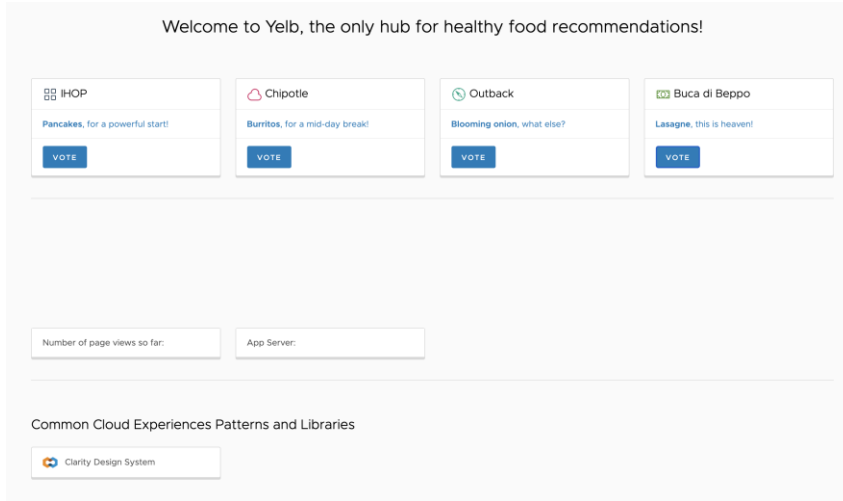 Welcome to Yelb, the only hub for healthy food recommendations!
IHOP
Pancakes, for a powerful start!
VOTE
Chipotle
Burritos, for a mid-day break!
VOTE
Outback
Blooming onion, what else?
VOTE
Buca di Beppo
Lasagne, this is heaven!
VOTE
Number of page views so far:
App Server:
Common Cloud Experiences Patterns and Libraries
Clarity Design System